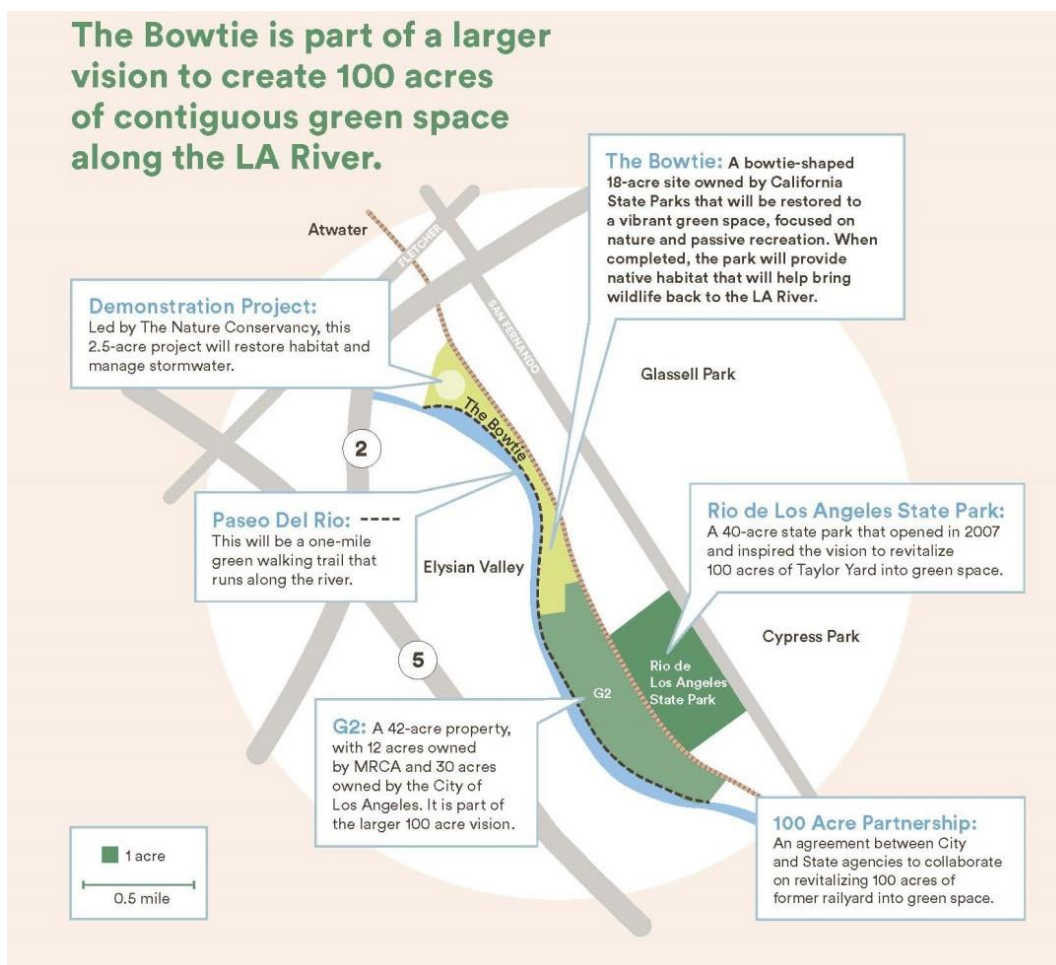 The Bowtie is part of a larger
vision to create 100 acres
of contiguous green space
along the LA River.
The Bowtie: A bowtie-shaped
18-acre site owned by California
State Parks that will be restored to
a vibrant green space, focused on
nature and passive recreation. When
completed, the park will provide
native habitat that will help bring
wildlife back to the LA River.
Atwater
FLETCHER
Demonstration Project:
Led by The Nature Conservancy, this
2.5-acre project will restore habitat and
manage stormwater.
SAN FERNANDO
Glassell Park
The Bowtie
2
Paseo Del Rio:
This will be a one-mile
green walking trail that
runs along the river.
Elysian Valley
Rio de Los Angeles State Park:
A 40-acre state park that opened in 2007
and inspired the vision to revitalize
100 acres of Taylor Yard into green space.
Cypress Park
5
Rio de
Los Angeles
State Park
G2
G2: A 42-acre property,
with 12 acres owned
by MRCA and 30 acres
owned by the City of
Los Angeles. It is part of
the larger 100 acre vision.
100 Acre Partnership:
An agreement between City
and State agencies to collaborate
on revitalizing 100 acres of
former railyard into green space.
1 acre
0.5 mile